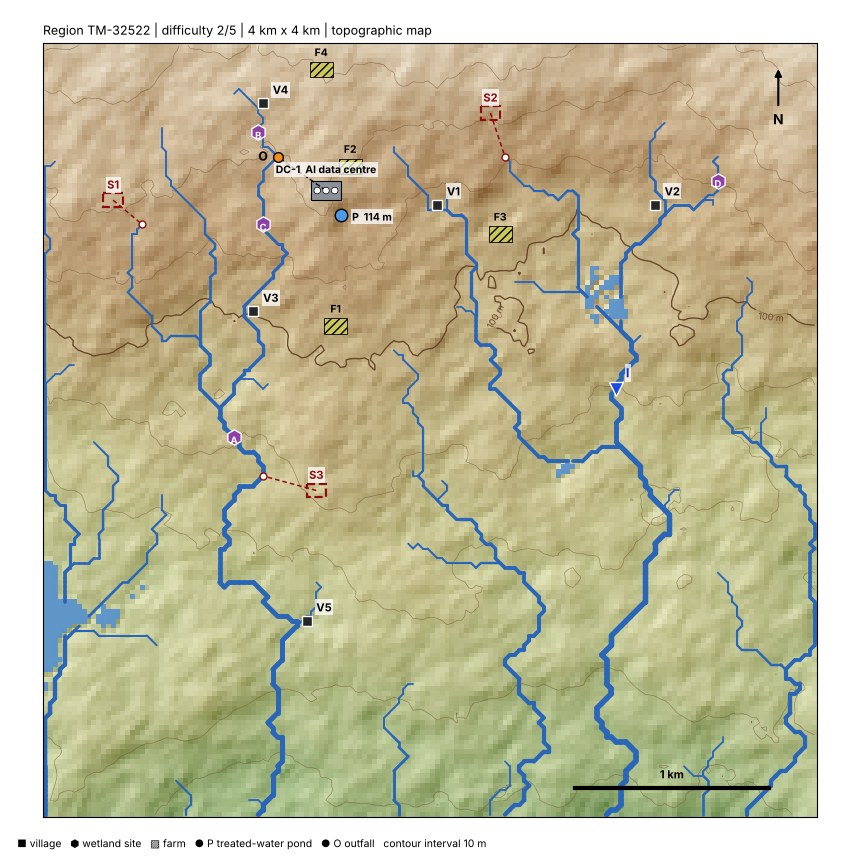 Region TM-32522 | difficulty 2/5 | 4 km x 4 km | topographic map
F4
V4
S2
N
B
O
F2
DC-1 AI data centre
S1
D
V1
V2
P 114 m
C
F3
V3
F1
100 m
100 m
I
A
S3
V5
1 km
village wetland site farm P treated-water pond O outfall contour interval 10 m